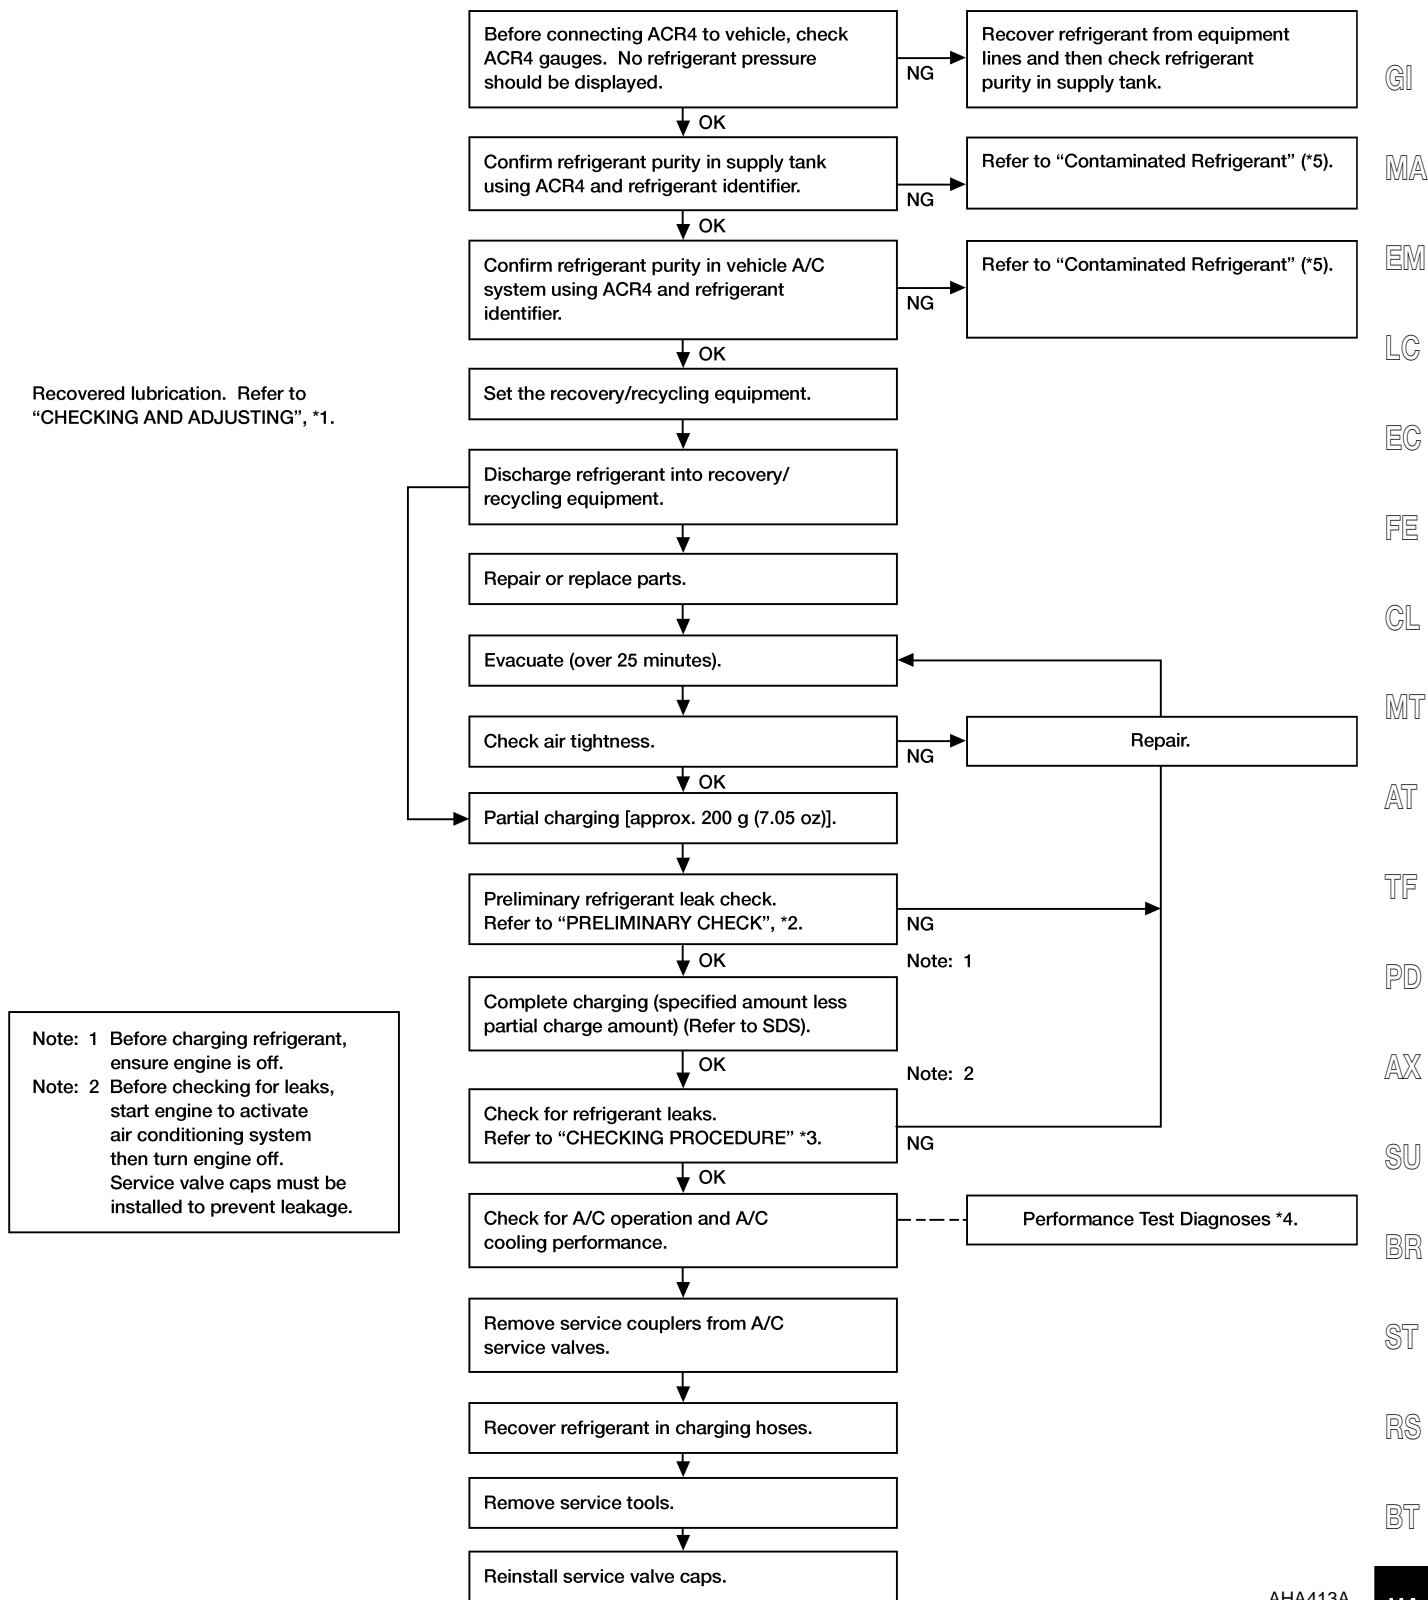 Before connecting ACR4 to vehicle, check
ACR4 gauges. No refrigerant pressure
should be displayed.
NG
Recover refrigerant from equipment
lines and then check refrigerant
purity in supply tank.
OK
Confirm refrigerant purity in supply tank
using ACR4 and refrigerant identifier.
NG
Refer to “Contaminated Refrigerant” (*5).
OK
Confirm refrigerant purity in vehicle A/C
system using ACR4 and refrigerant
identifier.
NG
Refer to “Contaminated Refrigerant” (*5).
OK
Recovered lubrication. Refer to
“CHECKING AND ADJUSTING”, *1.
Set the recovery/recycling equipment.
Discharge refrigerant into recovery/
recycling equipment.
Repair or replace parts.
Evacuate (over 25 minutes).
Check air tightness.
NG
Repair.
OK
Partial charging [approx. 200 g (7.05 oz)].
Preliminary refrigerant leak check.
Refer to “PRELIMINARY CHECK”, *2.
NG
OK
Note: 1
Complete charging (specified amount less
partial charge amount) (Refer to SDS).
OK
Note: 2
Note: 1 Before charging refrigerant,
ensure engine is off.
Note: 2 Before checking for leaks,
start engine to activate
air conditioning system
then turn engine off.
Service valve caps must be
installed to prevent leakage.
Check for refrigerant leaks.
Refer to “CHECKING PROCEDURE” *3.
NG
OK
Check for A/C operation and A/C
cooling performance.
Performance Test Diagnoses *4.
Remove service couplers from A/C
service valves.
Recover refrigerant in charging hoses.
Remove service tools.
Reinstall service valve caps.
AHA413A
GI
MA
EM
LC
EC
FE
CL
MT
AT
TF
PD
AX
SU
BR
ST
RS
BT